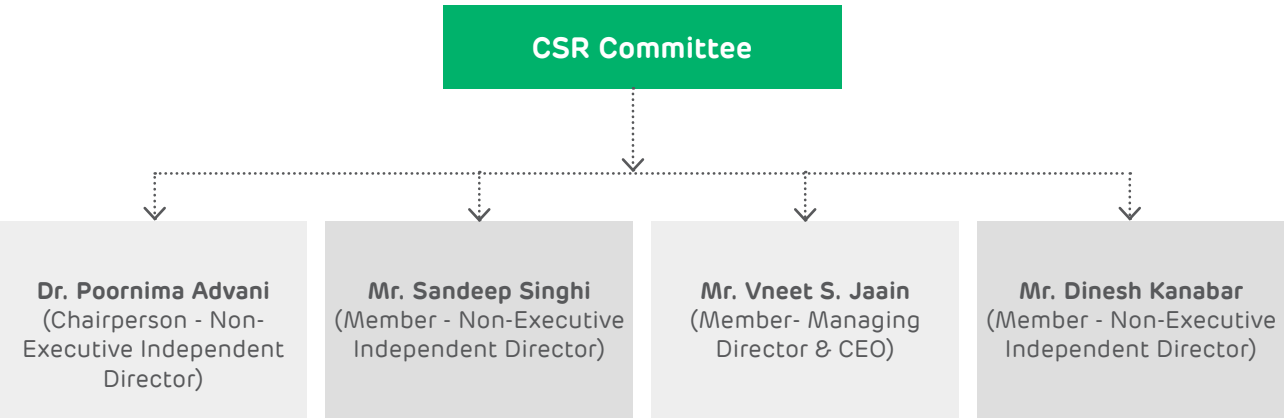 CSR Committee
Dr. Poornima Advani
(Chairperson - Non-
Executive Independent
Director)
Mr. Sandeep Singhi
(Member - Non-Executive
Independent Director)
Mr. Vneet S. Jaain
(Member- Managing
Director & CEO)
Mr. Dinesh Kanabar
(Member - Non-Executive
Independent Director)